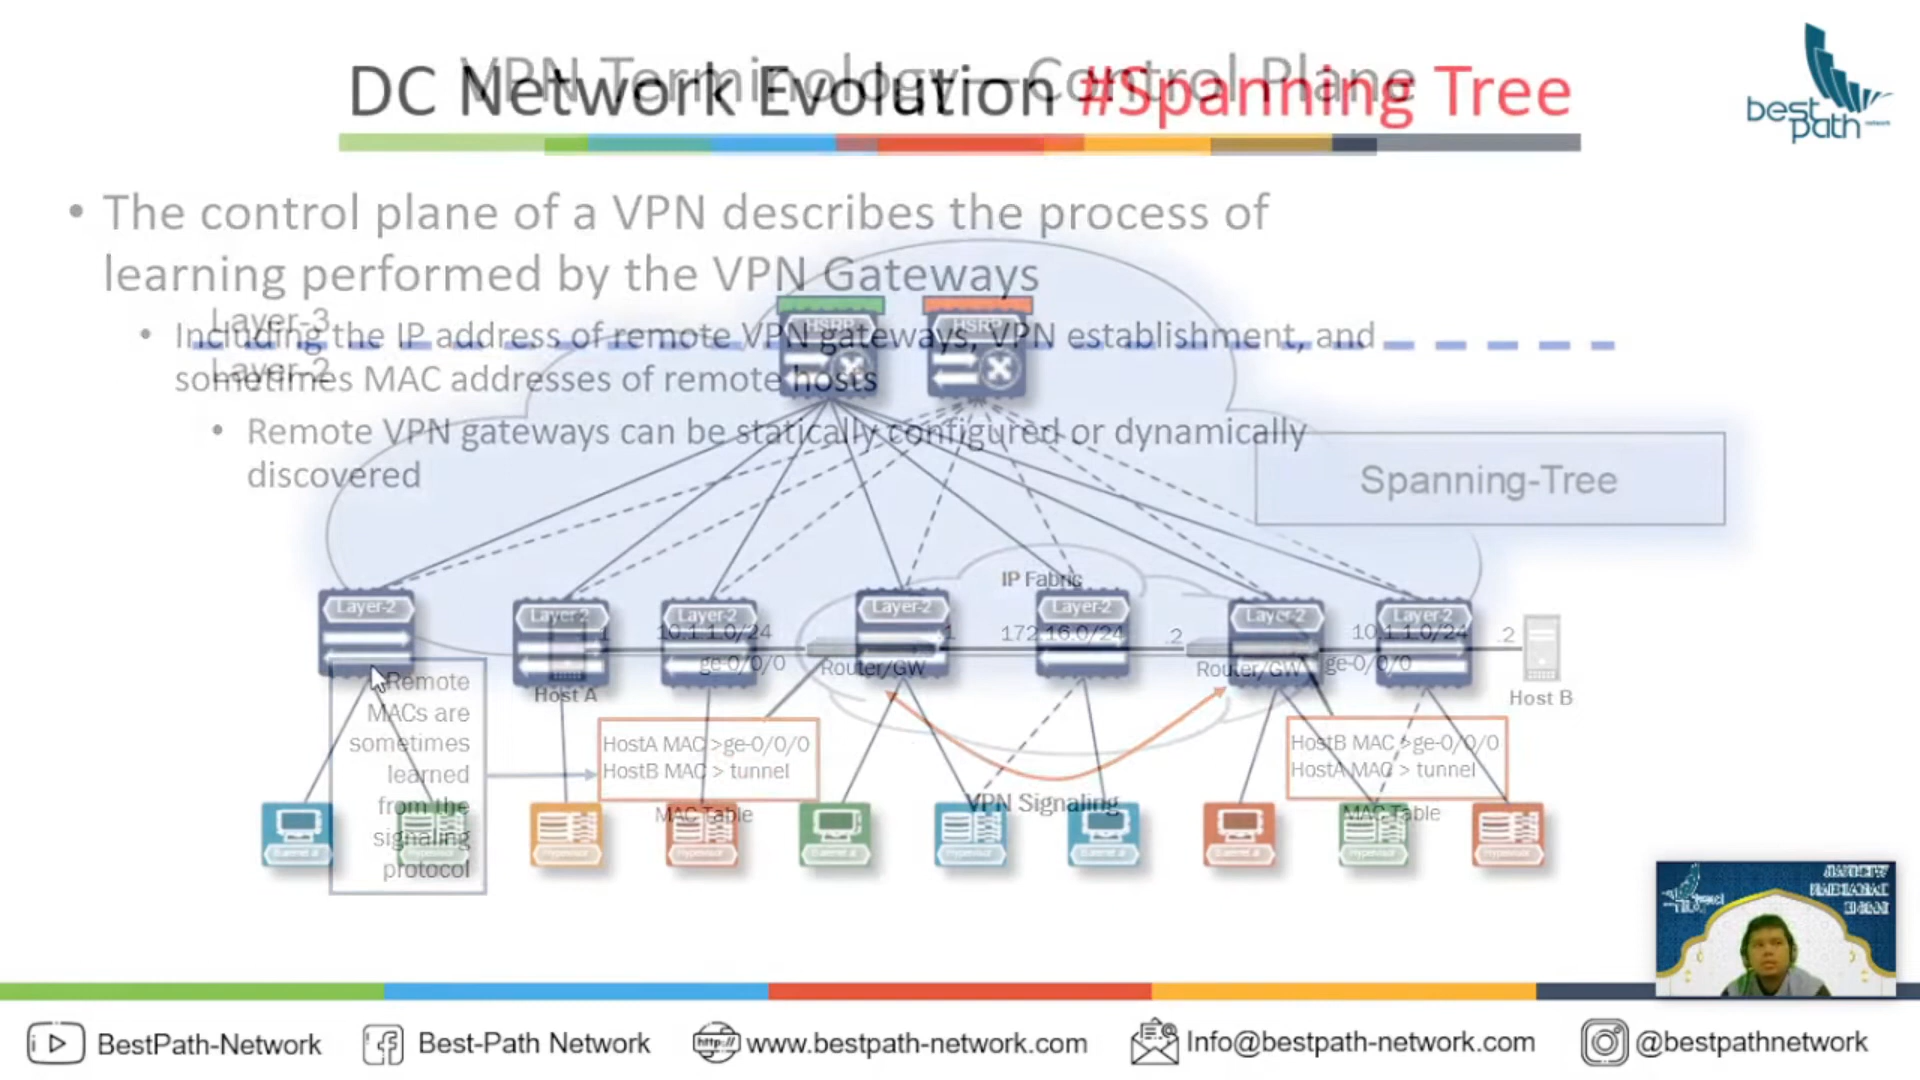 VPN Terminology – Control Plane
DC Network Evolution #Spanning Tree
best
path
network
• The control plane of a VPN describes the process of
learning performed by the VPN Gateways
• Including the IP address of remote VPN gateways, VPN establishment, and
sometimes MAC addresses of remote hosts
• Remote VPN gateways can be statically configured or dynamically
discovered
Layer-3
Layer-2
HSRP
HSRP
Spanning-Tree
IP Fabric
Layer-2
Layer-2
Layer-2
Layer-2
Layer-2
Layer-2
Layer-2
.1
10.1.1.0/24
.1
172.16.0/24
.2
10.1.1.0/24
.2
ge-0/0/0
Router/GW
Router/GW
ge-0/0/0
Host A
Host B
Remote
MACs are
sometimes
learned
from the
signaling
protocol
HostA MAC >ge-0/0/0
HostB MAC > tunnel
MAC Table
VPN Signaling
HostB MAC >ge-0/0/0
HostA MAC > tunnel
MAC Table
BestPath-Network
Best-Path Network
http://
www.bestpath-network.com
Info@bestpath-network.com
@bestpathnetwork